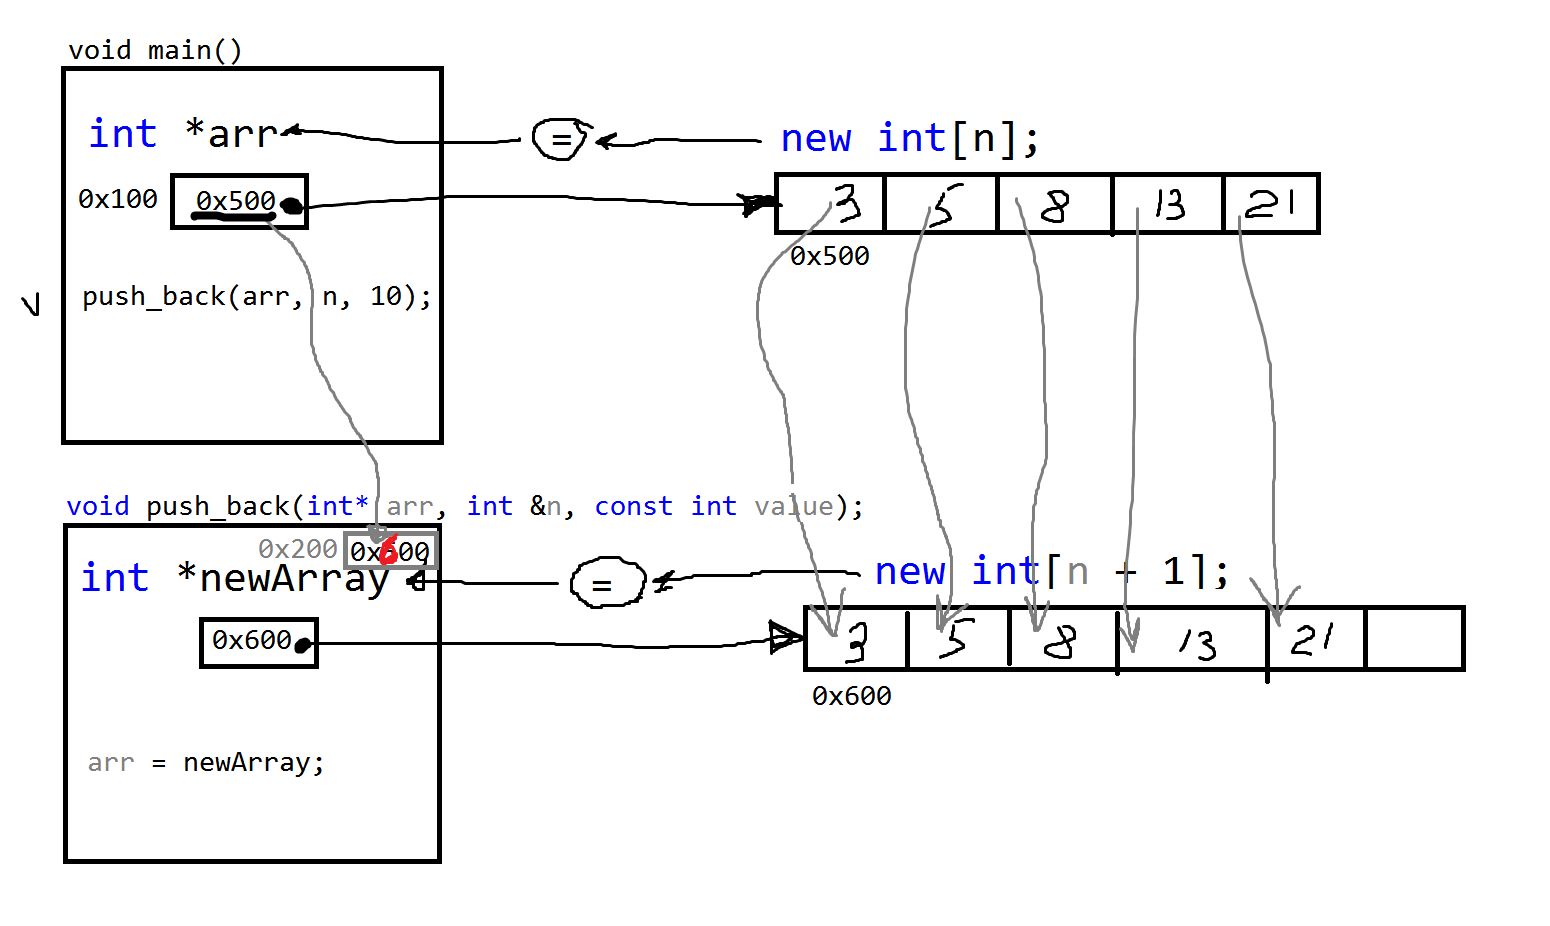 void main()
int *arr = new int[n];
0x100 0x500 3 5 8 13 21
0x500
push_back(arr, n, 10);
void push_back(int* arr, int &n, const int value);
0x200 0x600
int *newArray = new int[n + 1];
0x600 3 5 8 13 21
0x600
arr = newArray;